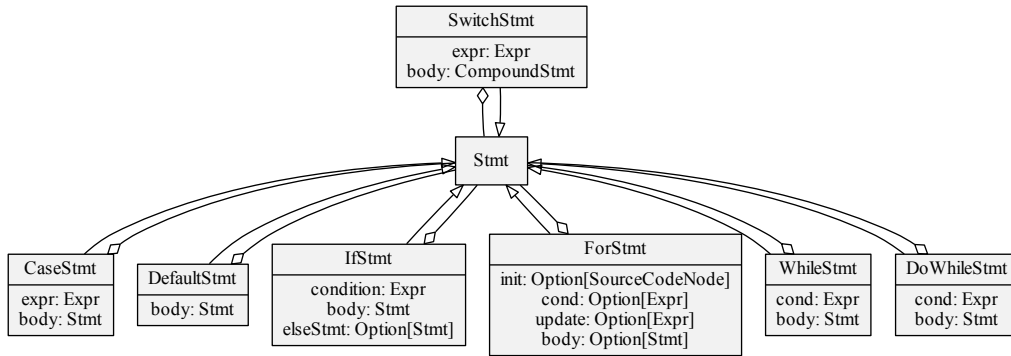 SwitchStmt
expr: Expr
body: CompoundStmt
Stmt
CaseStmt
expr: Expr
body: Stmt
DefaultStmt
body: Stmt
IfStmt
condition: Expr
body: Stmt
elseStmt: Option[Stmt]
ForStmt
init: Option[SourceCodeNode]
cond: Option[Expr]
update: Option[Expr]
body: Option[Stmt]
WhileStmt
cond: Expr
body: Stmt
DoWhileStmt
cond: Expr
body: Stmt